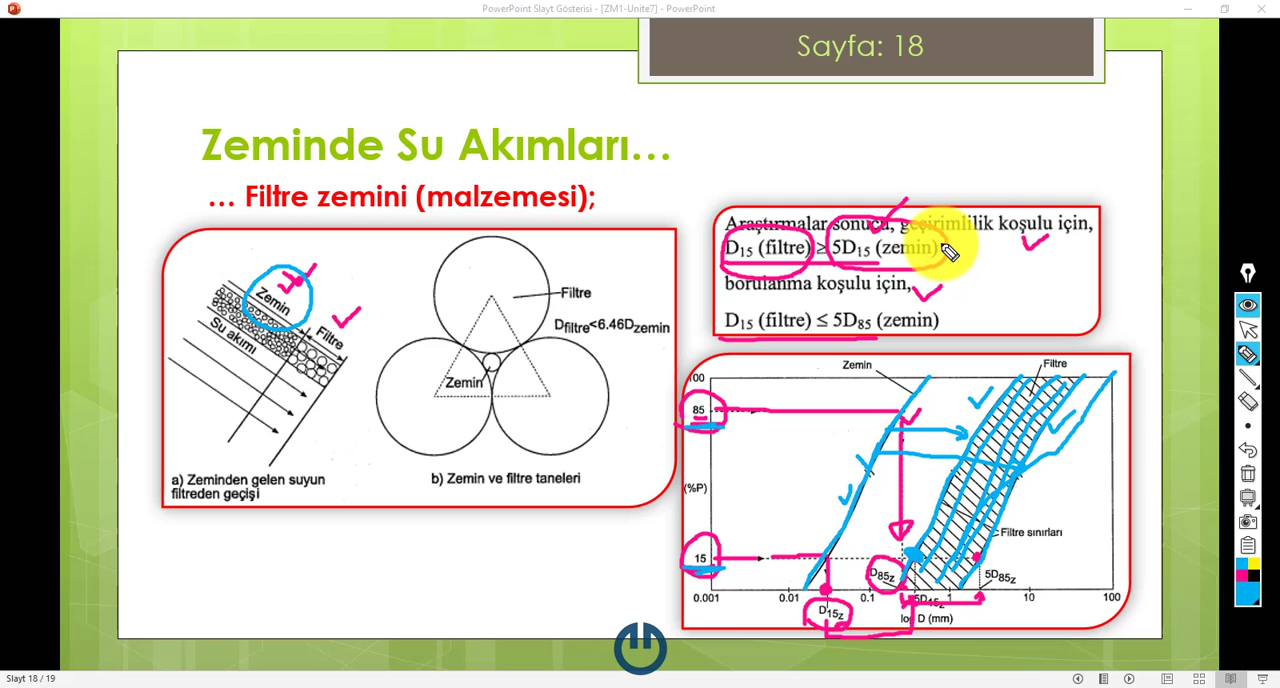 PowerPoint Slayt Gösterisi - [ZM1-Unite7] - PowerPoint
Sayfa: 18
Zeminde Su Akımları...
... Filtre zemini (malzemesi);
Zemin
Filtre
Su akımı
a) Zeminden gelen suyun
filtreden geçişi
Filtre
Dfiltre<6.46Dzemin
Zemin
b) Zemin ve filtre taneleri
Araştırmalar sonucu, geçirimlilik koşulu için,
D15 (filtre) ≥ 5D15 (zemin)
borulanma koşulu için,
D15 (filtre) ≤ 5D85 (zemin)
Zemin
Filtre
100
85
(%P)
15
Filtre sınırları
D85z
5D85z
0.001
0.01
0.1
1
10
100
D15z
5D15z
log D (mm)
Slayt 18 / 19